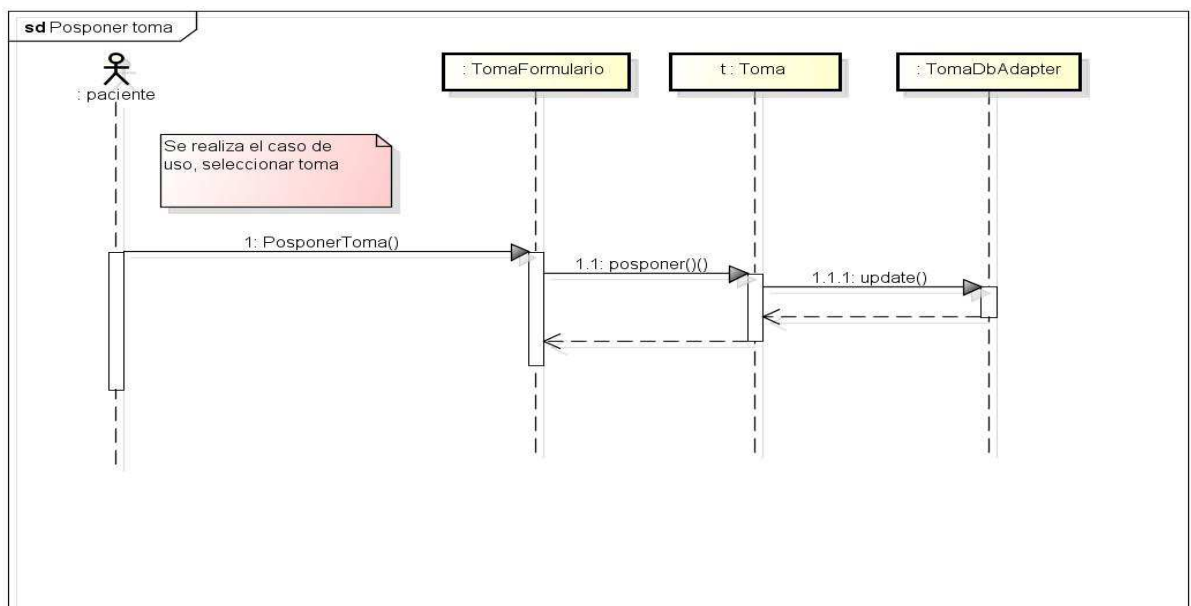 sd Posponer toma
: paciente
: TomaFormulario
t : Toma
: TomaDbAdapter
Se realiza el caso de
uso, seleccionar toma
1: PosponerToma()
1.1: posponer()()
1.1.1: update()